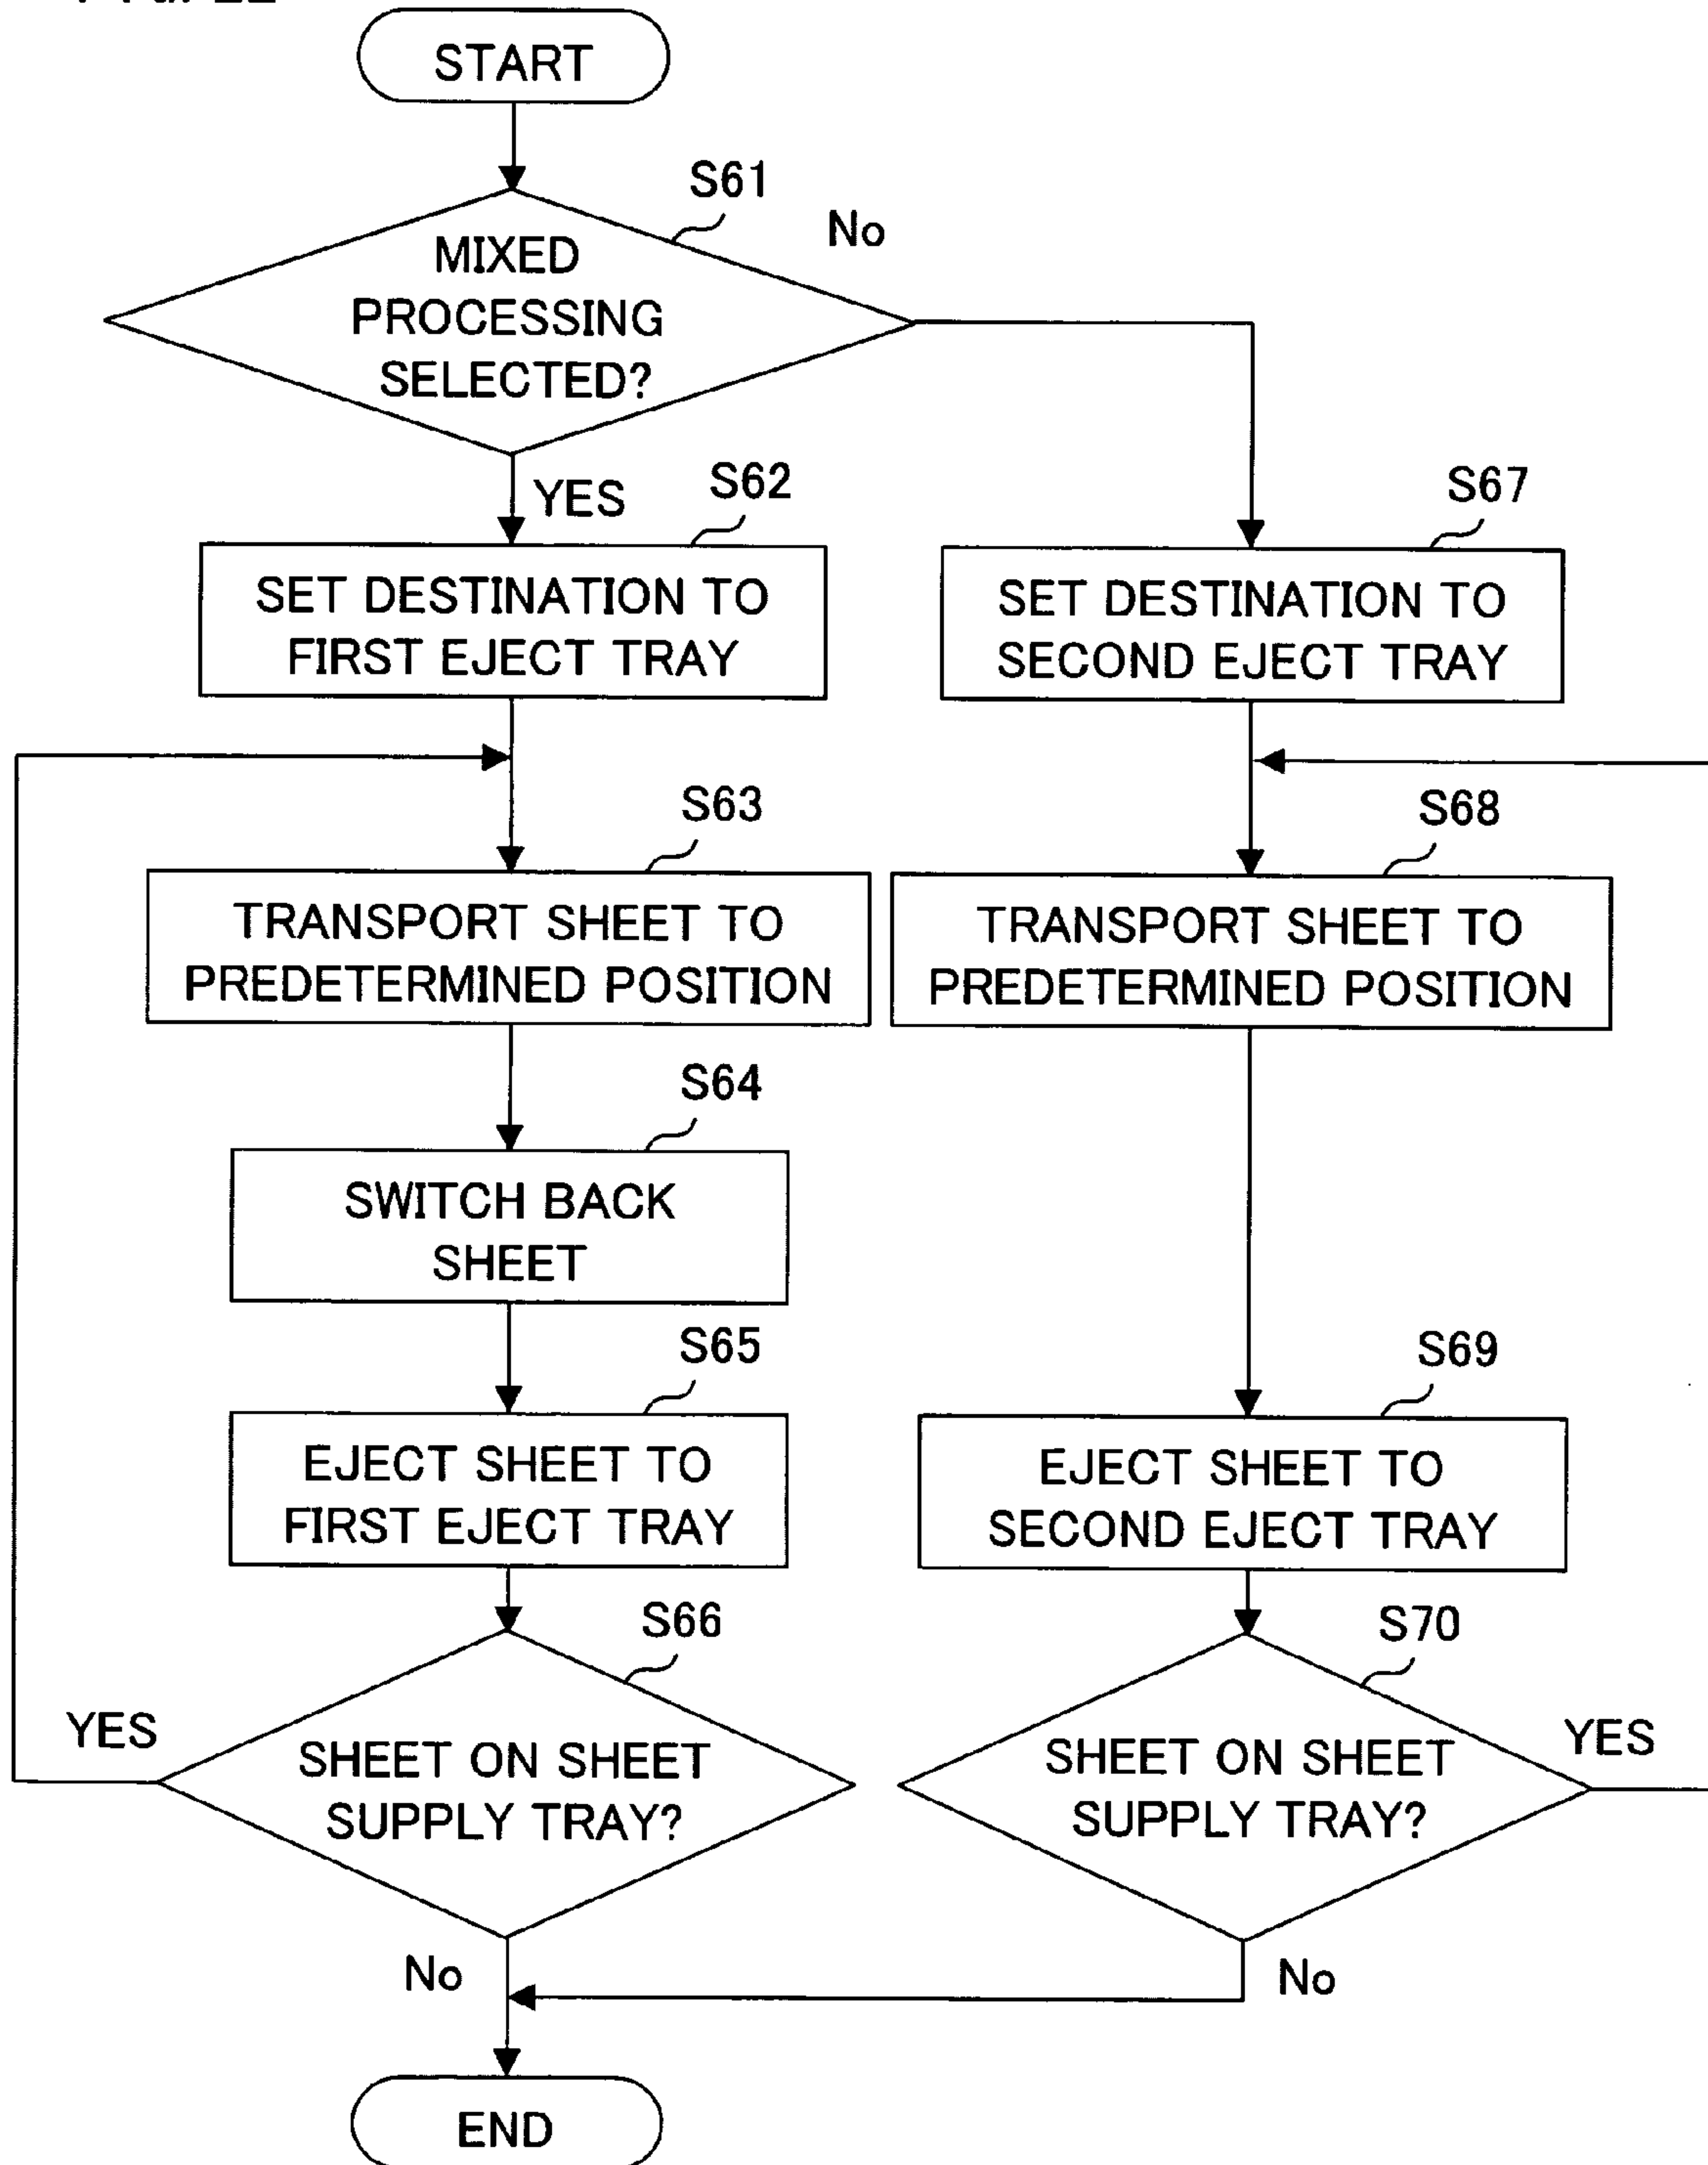 START
S61
No
MIXED
PROCESSING
SELECTED?
YES
S62
SET DESTINATION TO
FIRST EJECT TRAY
S67
SET DESTINATION TO
SECOND EJECT TRAY
S63
TRANSPORT SHEET TO
PREDETERMINED POSITION
S68
TRANSPORT SHEET TO
PREDETERMINED POSITION
S64
SWITCH BACK
SHEET
S65
EJECT SHEET TO
FIRST EJECT TRAY
S69
EJECT SHEET TO
SECOND EJECT TRAY
S66
YES
SHEET ON SHEET
SUPPLY TRAY?
No
S70
YES
SHEET ON SHEET
SUPPLY TRAY?
No
END